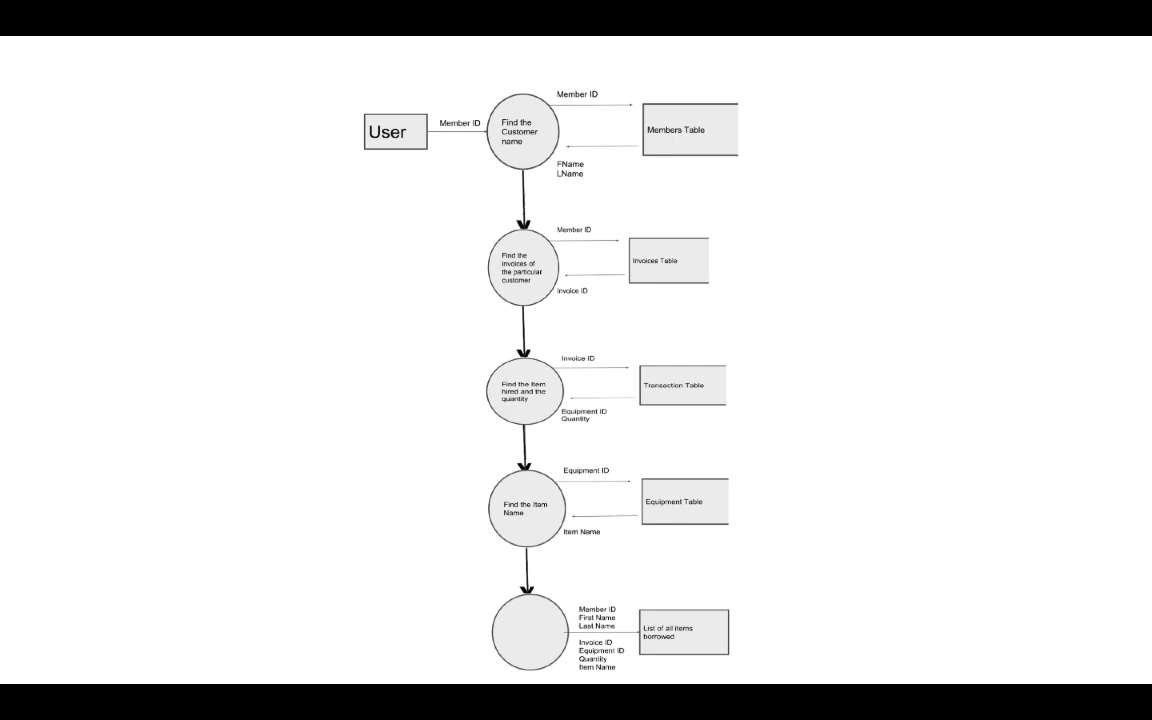 Member ID
User
Member ID
Find the
Customer
name
Members Table
FName
LName
Member ID
Find the
invoices of
the particular
customer
Invoices Table
Invoice ID
Invoice ID
Find the Item
hired and the
quantity
Transaction Table
Equipment ID
Quantity
Equipment ID
Find the Item
Name
Equipment Table
Item Name
Member ID
First Name
Last Name
List of all items
borrowed
Invoice ID
Equipment ID
Quantity
Item Name